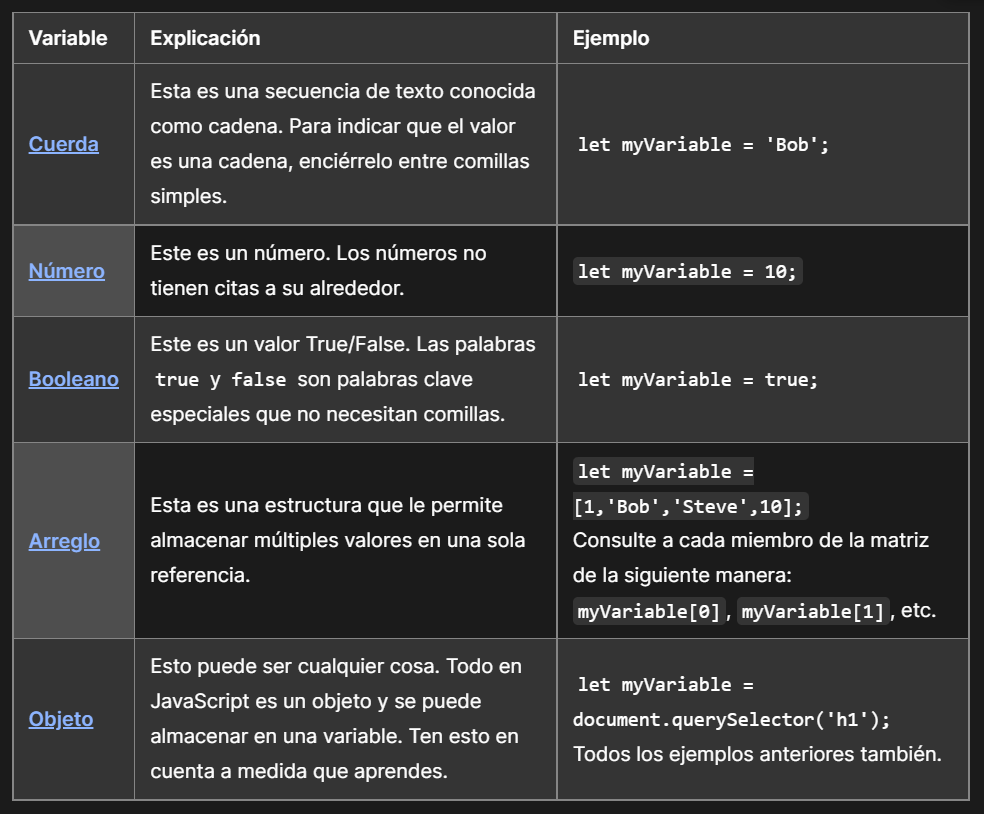 Variable Explicación Ejemplo
Cuerda
Esta es una secuencia de texto conocida
como cadena. Para indicar que el valor
es una cadena, enciérrelo entre comillas
simples.
let myVariable = 'Bob';
Número
Este es un número. Los números no
tienen citas a su alrededor.
let myVariable = 10;
Booleano
Este es un valor True/False. Las palabras
true y false son palabras clave
especiales que no necesitan comillas.
let myVariable = true;
Arreglo
Esta es una estructura que le permite
almacenar múltiples valores en una sola
referencia.
let myVariable =
[1,'Bob','Steve',10];
Consulte a cada miembro de la matriz
de la siguiente manera:
myVariable[0], myVariable[1], etc.
Objeto
Esto puede ser cualquier cosa. Todo en
JavaScript es un objeto y se puede
almacenar en una variable. Ten esto en
cuenta a medida que aprendes.
let myVariable =
document.querySelector('h1');
Todos los ejemplos anteriores también.